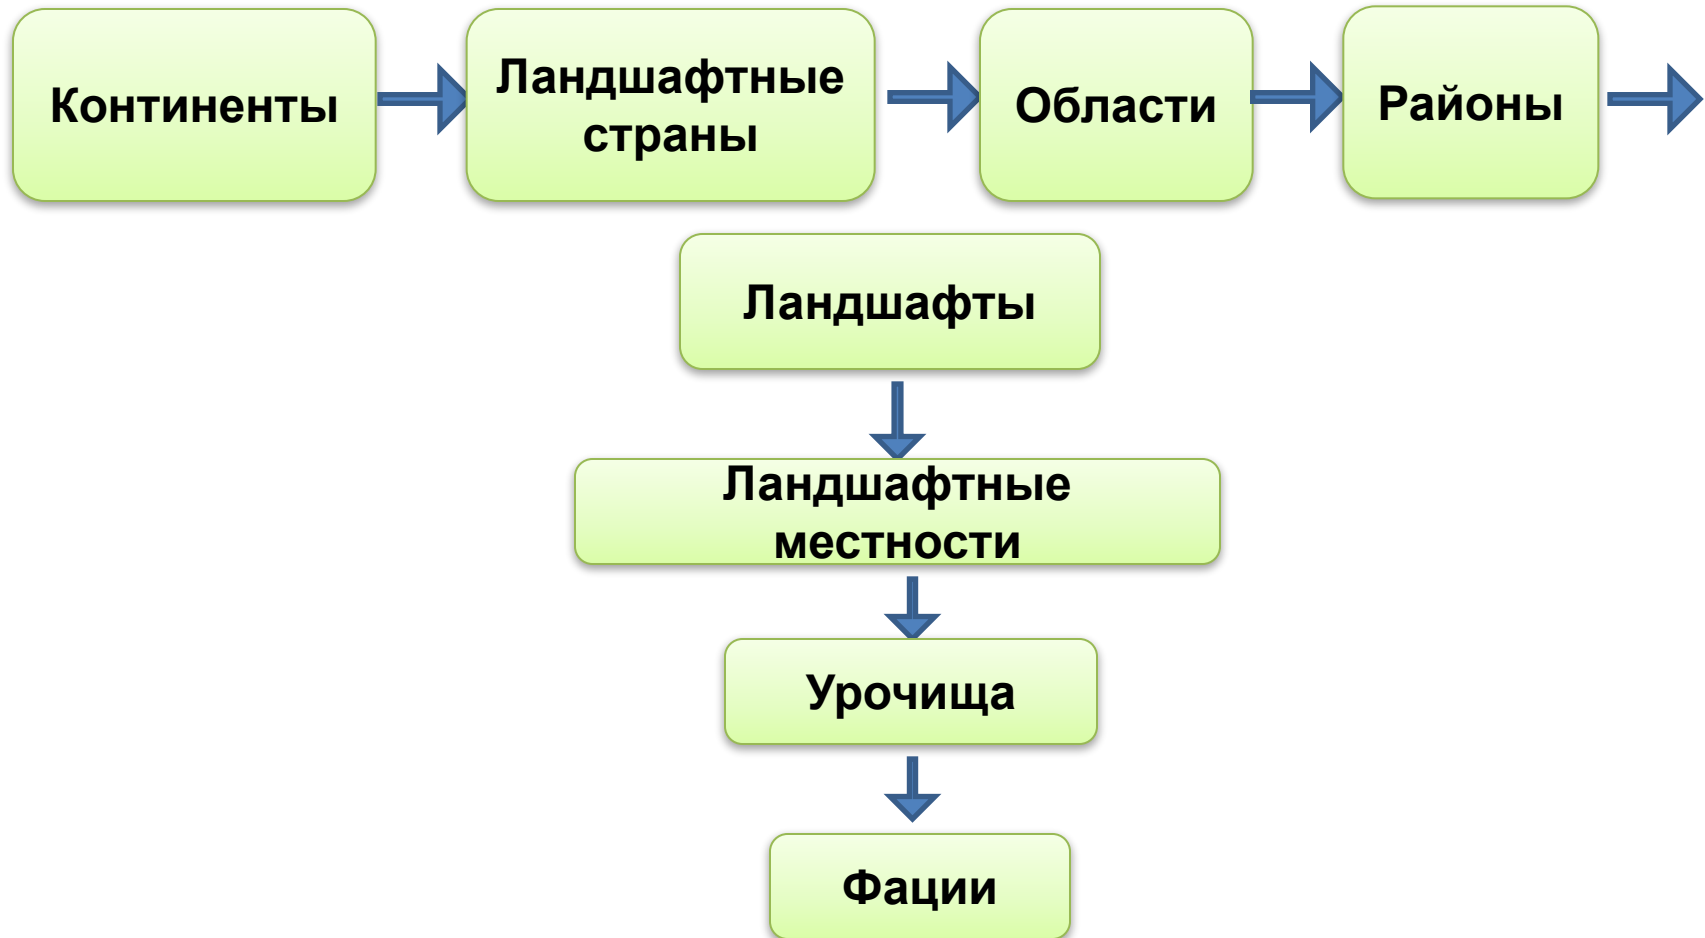 Континенты
Ландшафтные
страны
Области
Районы
Ландшафты
Ландшафтные
местности
Урочища
Фации